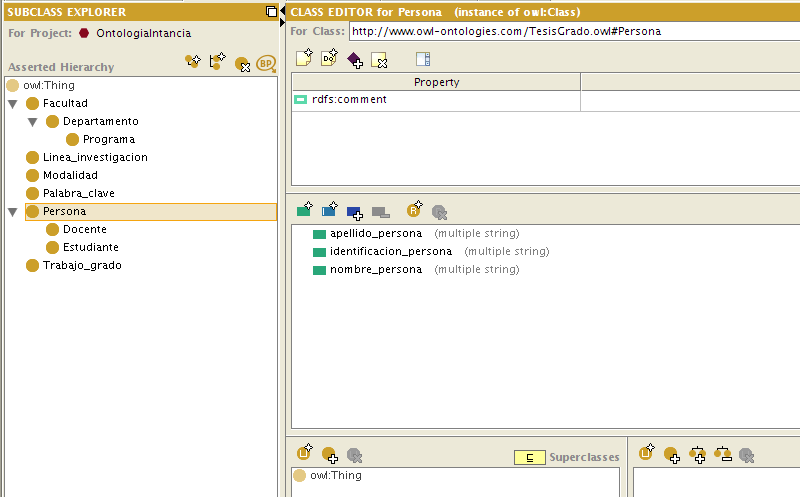 SUBCLASS EXPLORER
For Project: OntologiaIntancia
Asserted Hierarchy
BP
owl:Thing
Facultad
Departamento
Programa
Linea_investigacion
Modalidad
Palabra_clave
Persona
Docente
Estudiante
Trabajo_grado
CLASS EDITOR for Persona (instance of owl:Class)
For Class: http://www.owl-ontologies.com/TesisGrado.owl#Persona
Property
rdfs:comment
R
apellido_persona (multiple string)
identificacion_persona (multiple string)
nombre_persona (multiple string)
⊑ Superclasses
owl:Thing